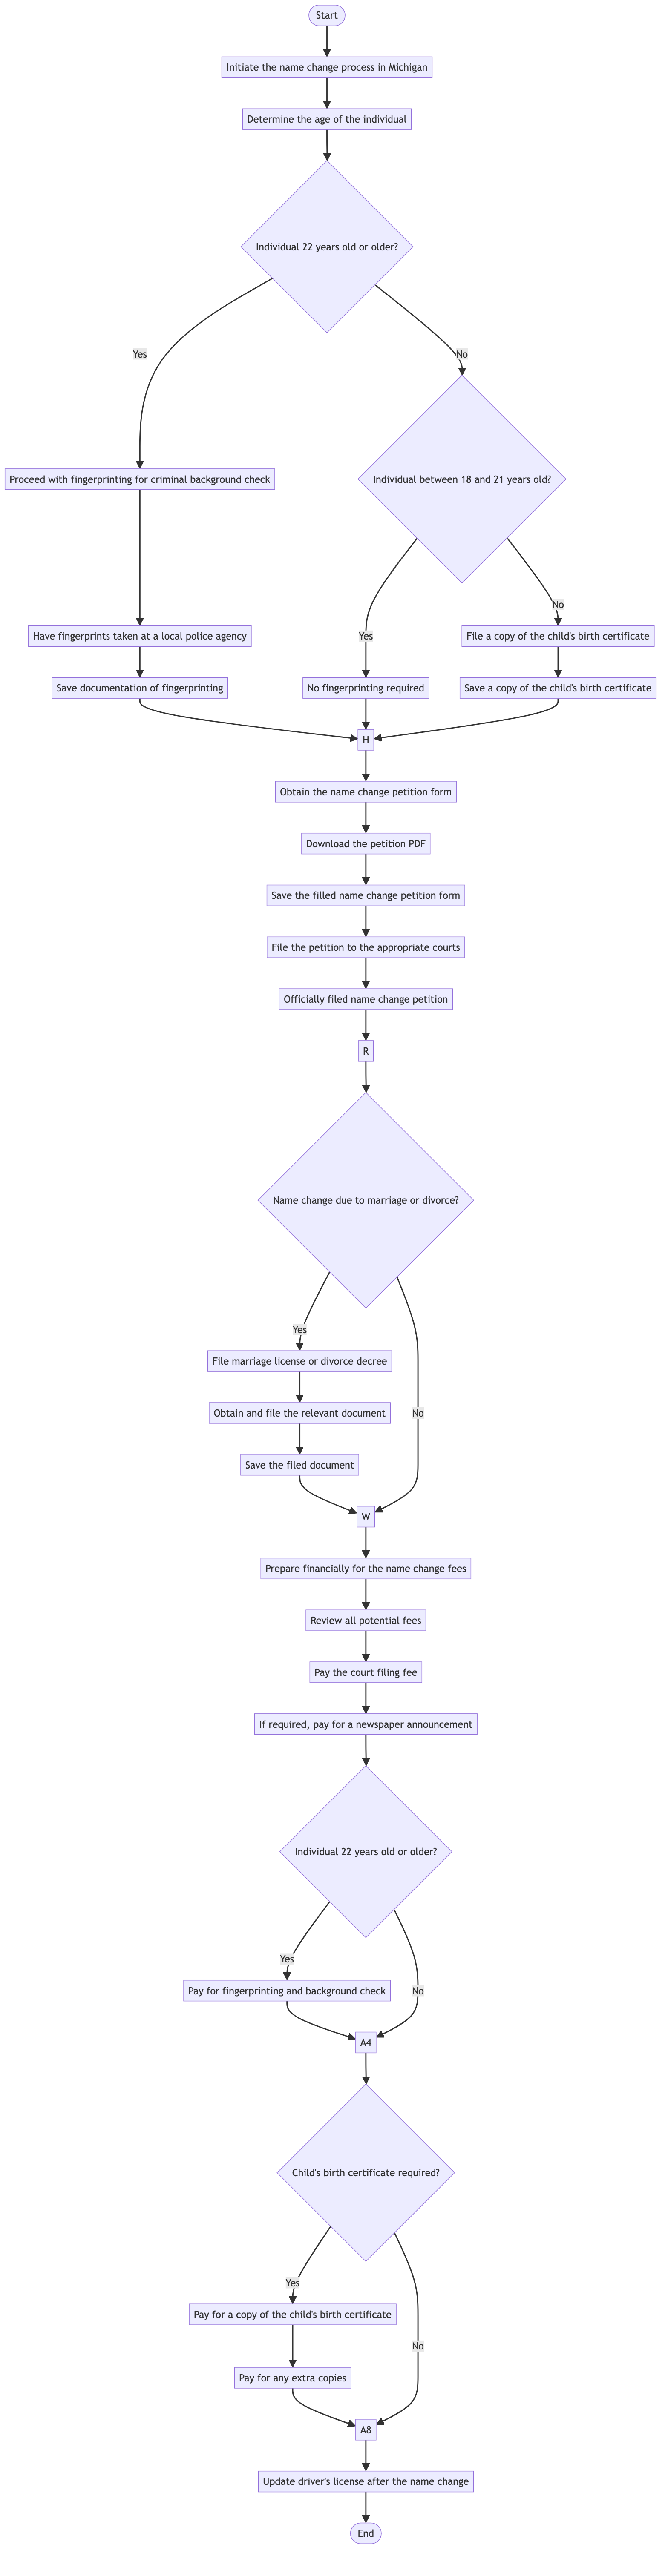 Start
Initiate the name change process in Michigan
Determine the age of the individual
Individual 22 years old or older?
Yes
No
Proceed with fingerprinting for criminal background check
Individual between 18 and 21 years old?
No
Yes
Have fingerprints taken at a local police agency
File a copy of the child's birth certificate
Save documentation of fingerprinting
No fingerprinting required
Save a copy of the child's birth certificate
H
Obtain the name change petition form
Download the petition PDF
Save the filled name change petition form
File the petition to the appropriate courts
Officially filed name change petition
R
Name change due to marriage or divorce?
Yes
File marriage license or divorce decree
Obtain and file the relevant document
No
Save the filed document
W
Prepare financially for the name change fees
Review all potential fees
Pay the court filing fee
If required, pay for a newspaper announcement
Individual 22 years old or older?
Yes
Pay for fingerprinting and background check
No
A4
Child's birth certificate required?
Yes
Pay for a copy of the child's birth certificate
No
Pay for any extra copies
A8
Update driver's license after the name change
End